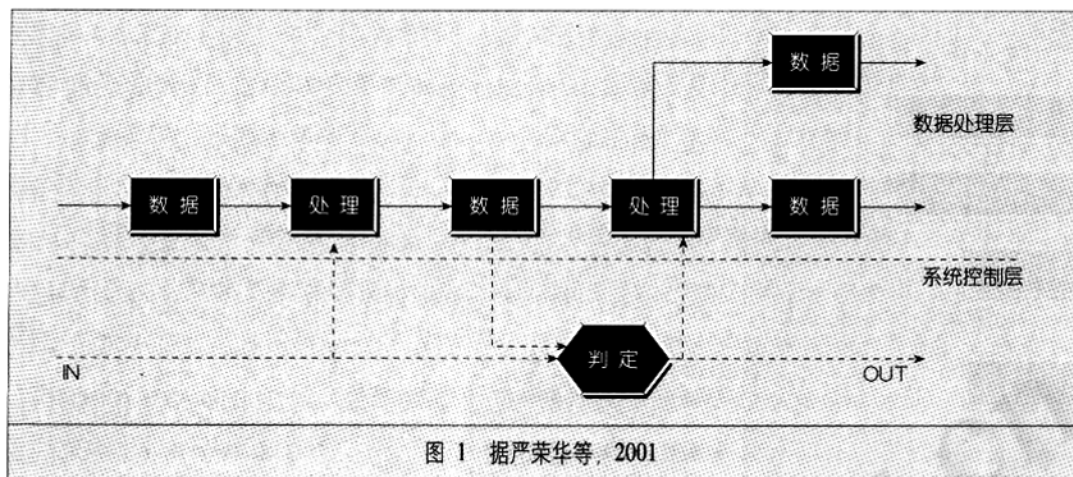 数据
数据处理层
数据 处理 数据 处理 数据
系统控制层
判定
IN OUT
图 1 据严荣华等, 2001